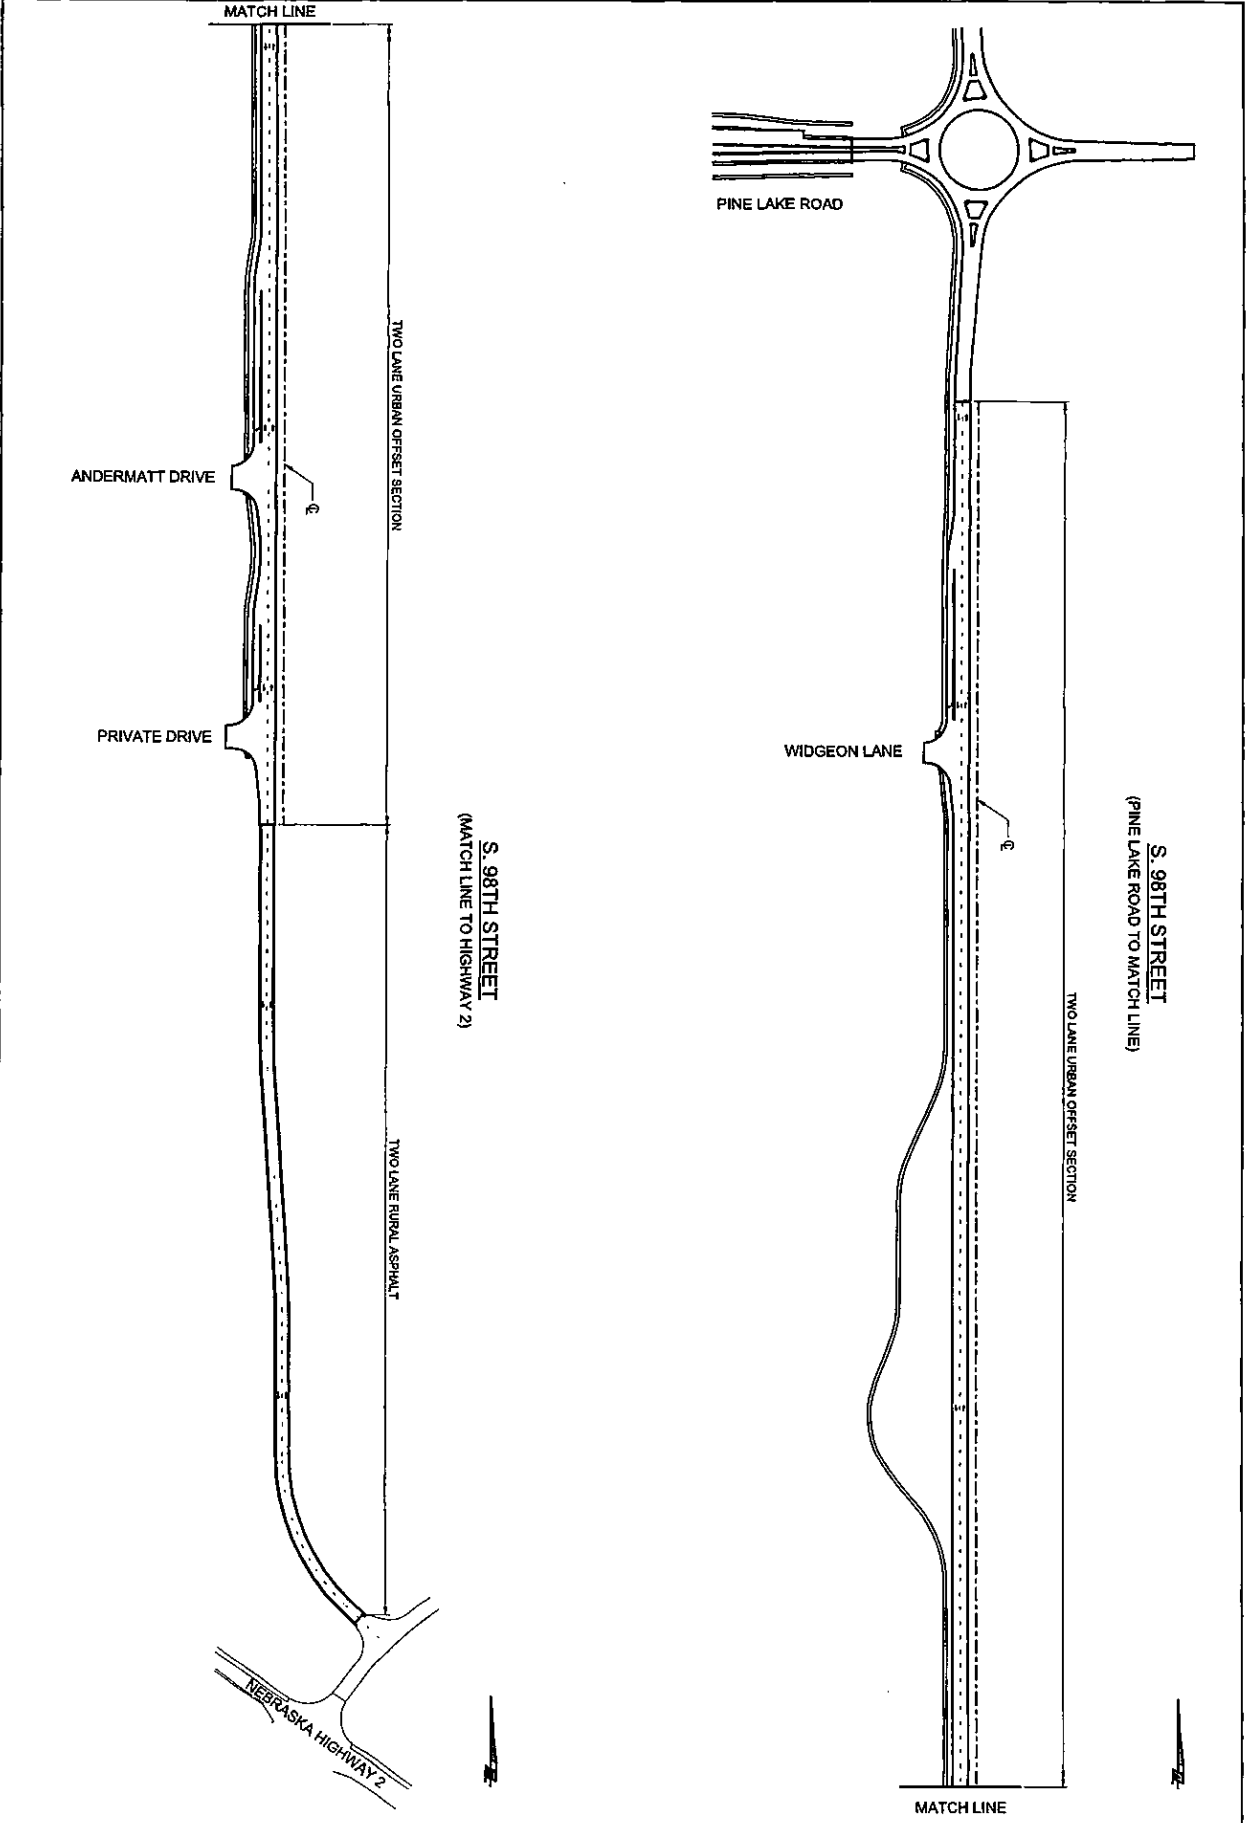 MATCH LINE
TWO LANE URBAN OFFSET SECTION
ANDERMATT DRIVE
℄
PRIVATE DRIVE
S. 98TH STREET
(MATCH LINE TO HIGHWAY 2)
TWO LANE RURAL ASPHALT
NEBRASKA HIGHWAY 2
PINE LAKE ROAD
WIDGEON LANE
℄
S. 98TH STREET
(PINE LAKE ROAD TO MATCH LINE)
TWO LANE URBAN OFFSET SECTION
MATCH LINE